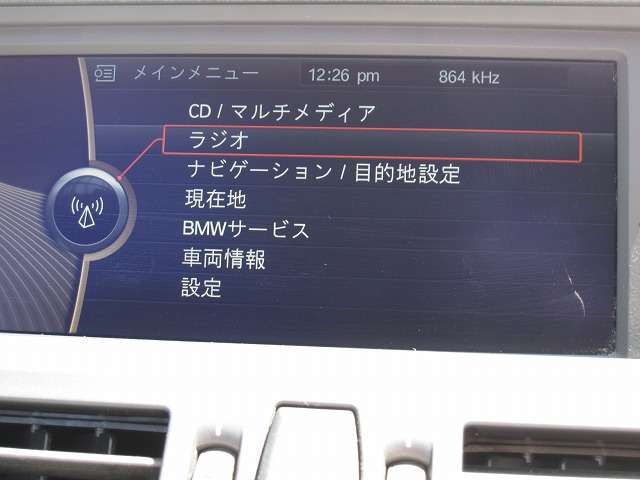 メインメニュー 12:26 pm 864 kHz
CD / マルチメディア
ラジオ
ナビゲーション / 目的地設定
現在地
BMWサービス
車両情報
設定